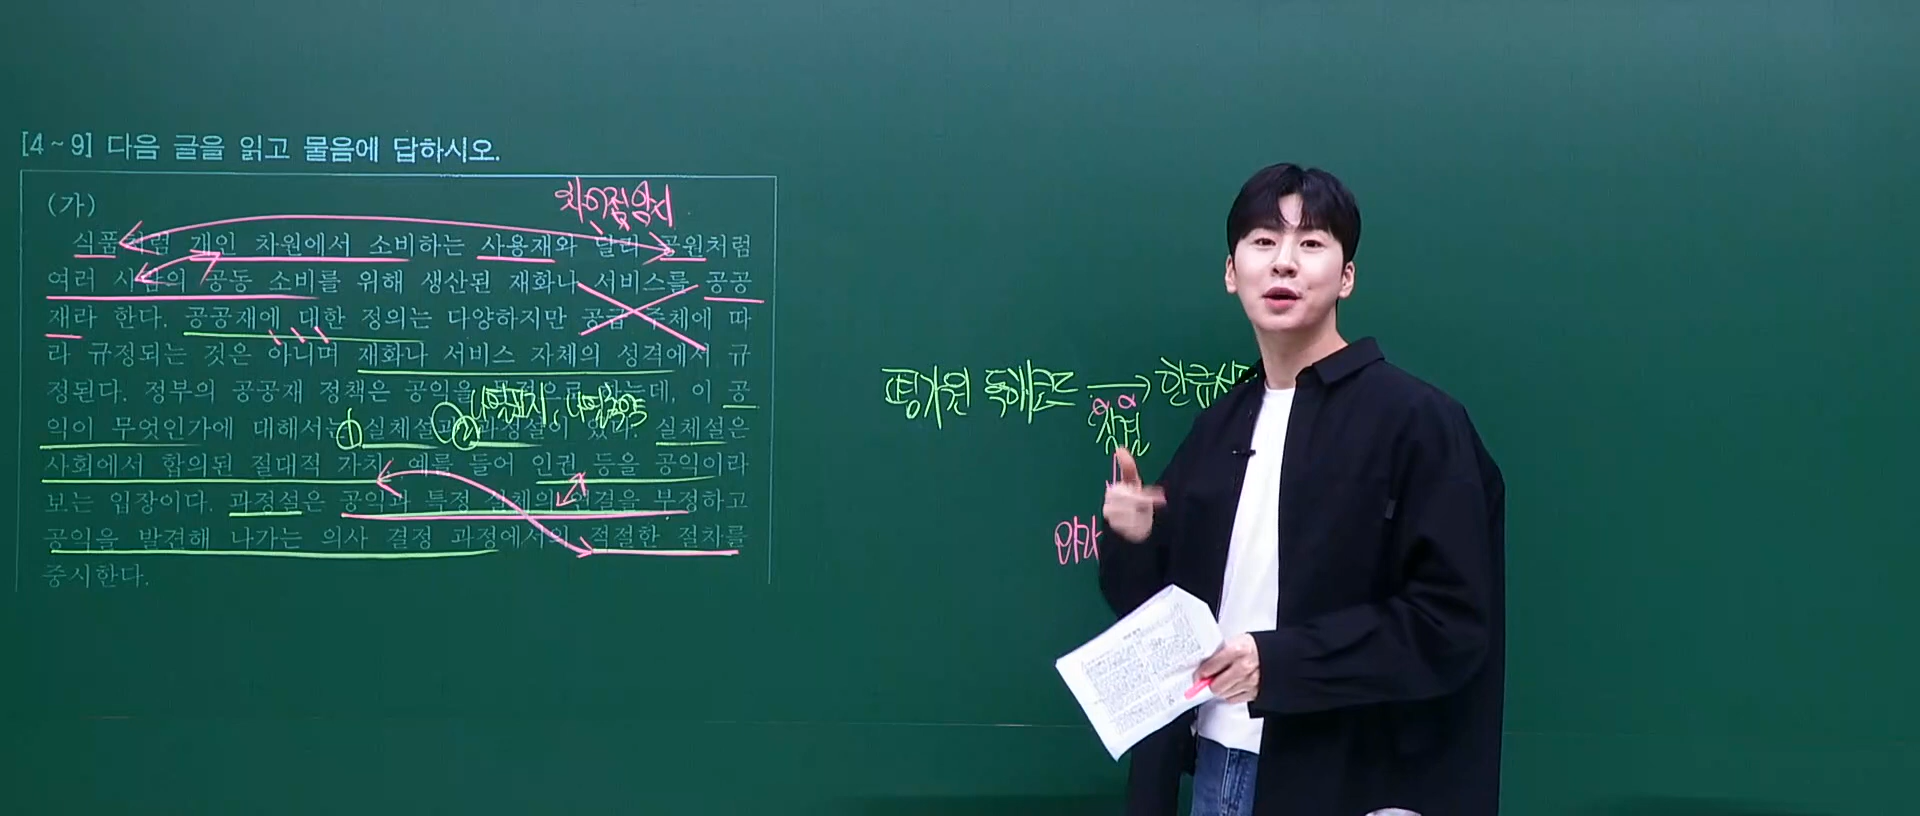 [4 ~ 9] 다음 글을 읽고 물음에 답하시오.
(가)
차이점 암시
식품처럼 개인 차원에서 소비하는 사용재와 달리 공원처럼
여러 사람의 공동 소비를 위해 생산된 재화나 서비스를 공공
재라 한다. 공공재에 대한 정의는 다양하지만 공급 주체에 따
라 규정되는 것은 아니며 재화나 서비스 자체의 성격에서 규
정된다. 정부의 공공재 정책은 공익을 목적으로 하는데, 이 공
익이 무엇인가에 대해서는 실체설과 과정설이 있다. 실체설은
① ②
사회에서 합의된 절대적 가치, 예를 들어 인권 등을 공익이라
보는 입장이다. 과정설은 공익과 특정 실체의 연결을 부정하고
공익을 발견해 나가는 의사 결정 과정에서의 적절한 절차를
중시한다.
평가원 독해코드 →